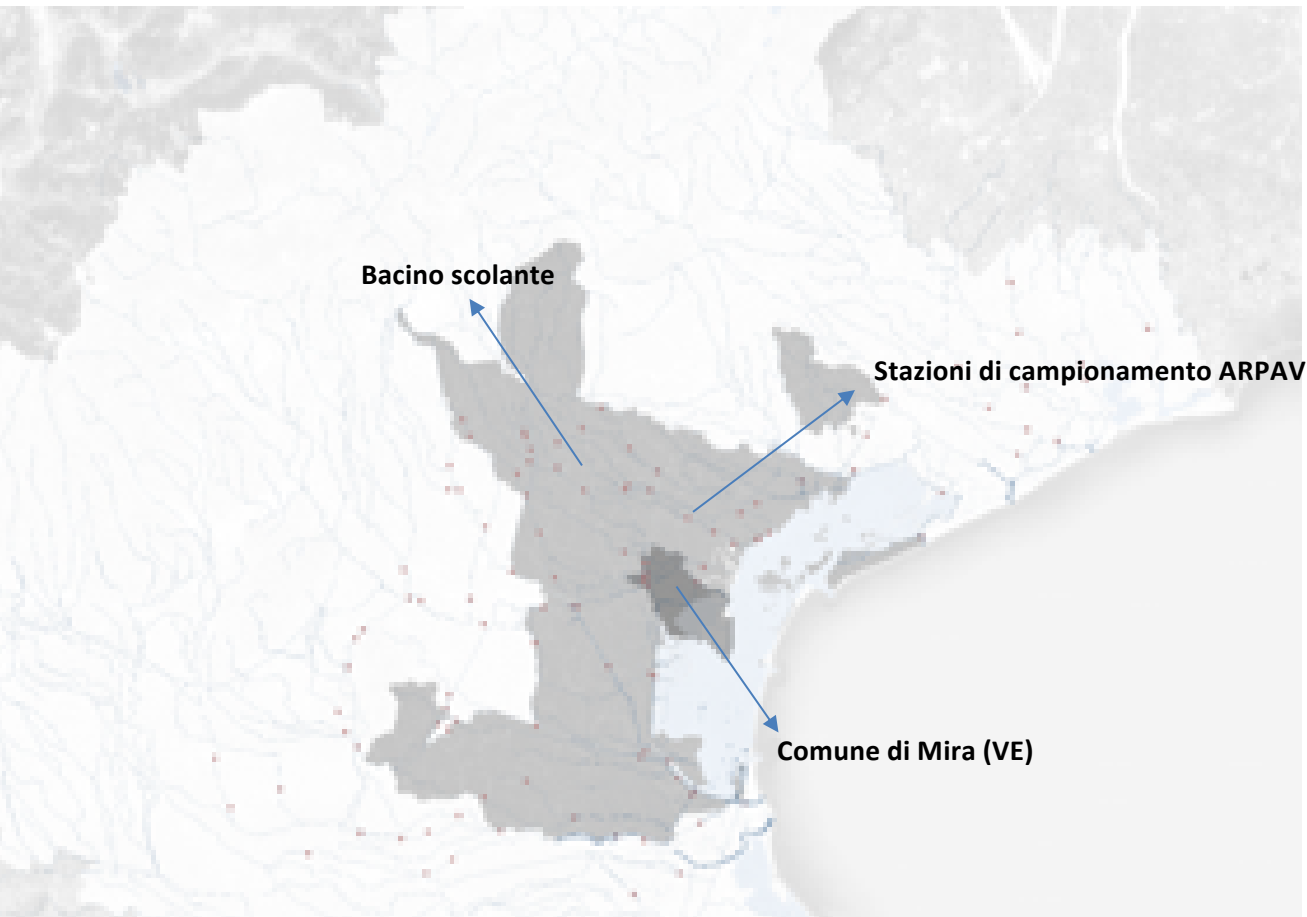 Bacino scolante
Stazioni di campionamento ARPAV
Comune di Mira (VE)